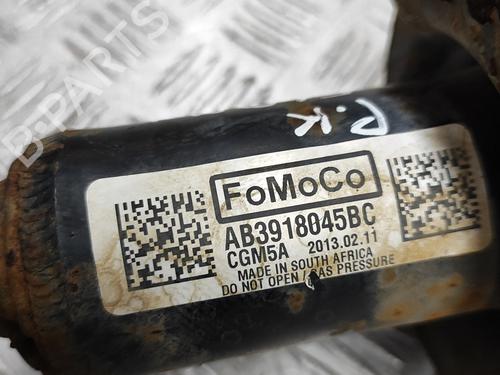 B-PARTS
P.K
FoMoCo
AB3918045BC
CGM5A 2013.02.11
MADE IN SOUTH AFRICA
DO NOT OPEN / GAS PRESSURE